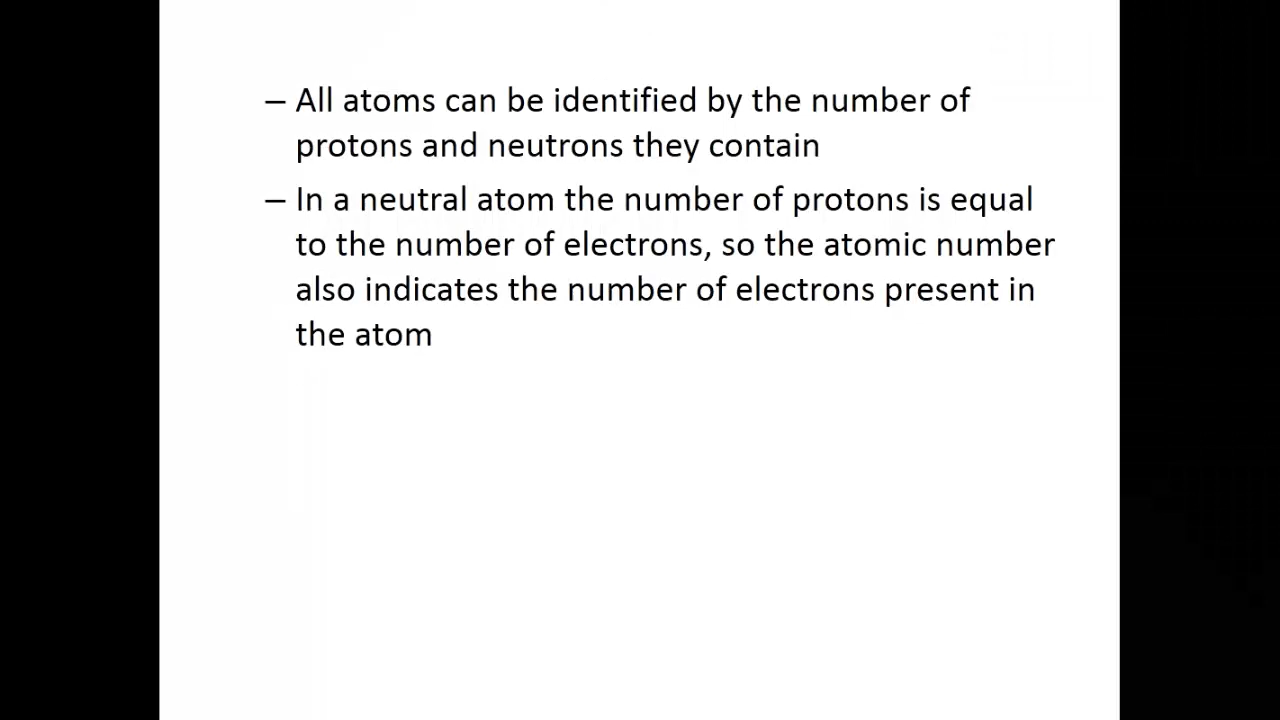 – All atoms can be identified by the number of
protons and neutrons they contain
– In a neutral atom the number of protons is equal
to the number of electrons, so the atomic number
also indicates the number of electrons present in
the atom